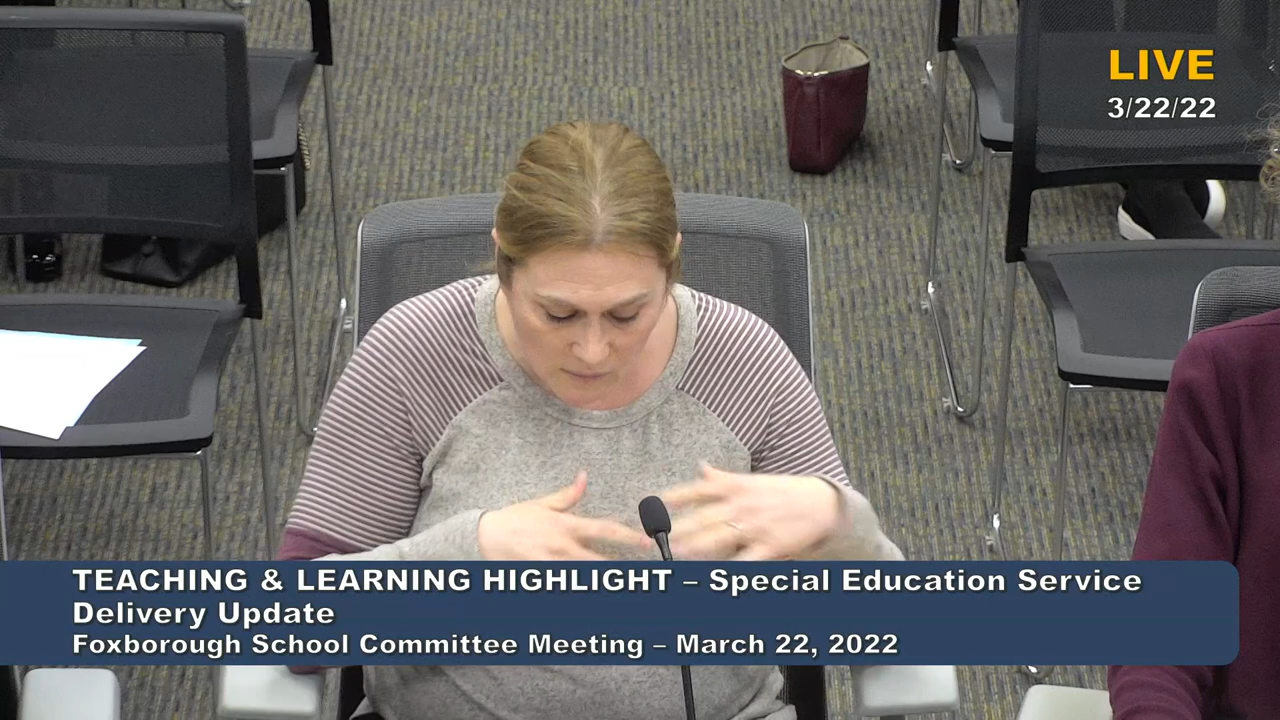 LIVE
3/22/22
TEACHING & LEARNING HIGHLIGHT – Special Education Service
Delivery Update
Foxborough School Committee Meeting – March 22, 2022